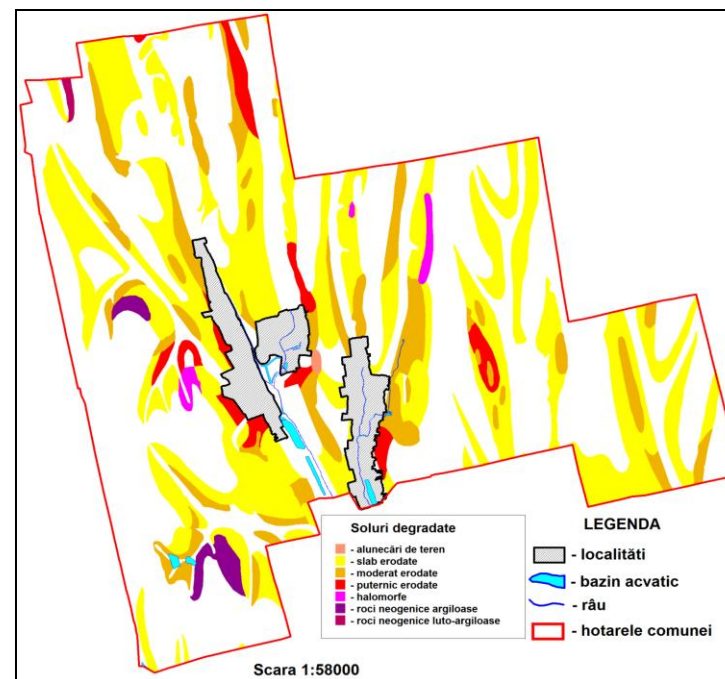 Soluri degradate
- alunecări de teren
- slab erodate
- moderat erodate
- puternic erodate
- halomorfe
- roci neogenice argiloase
- roci neogenice luto-argiloase
LEGENDA
- localităti
- bazin acvatic
- râu
- hotarele comunei
Scara 1:58000